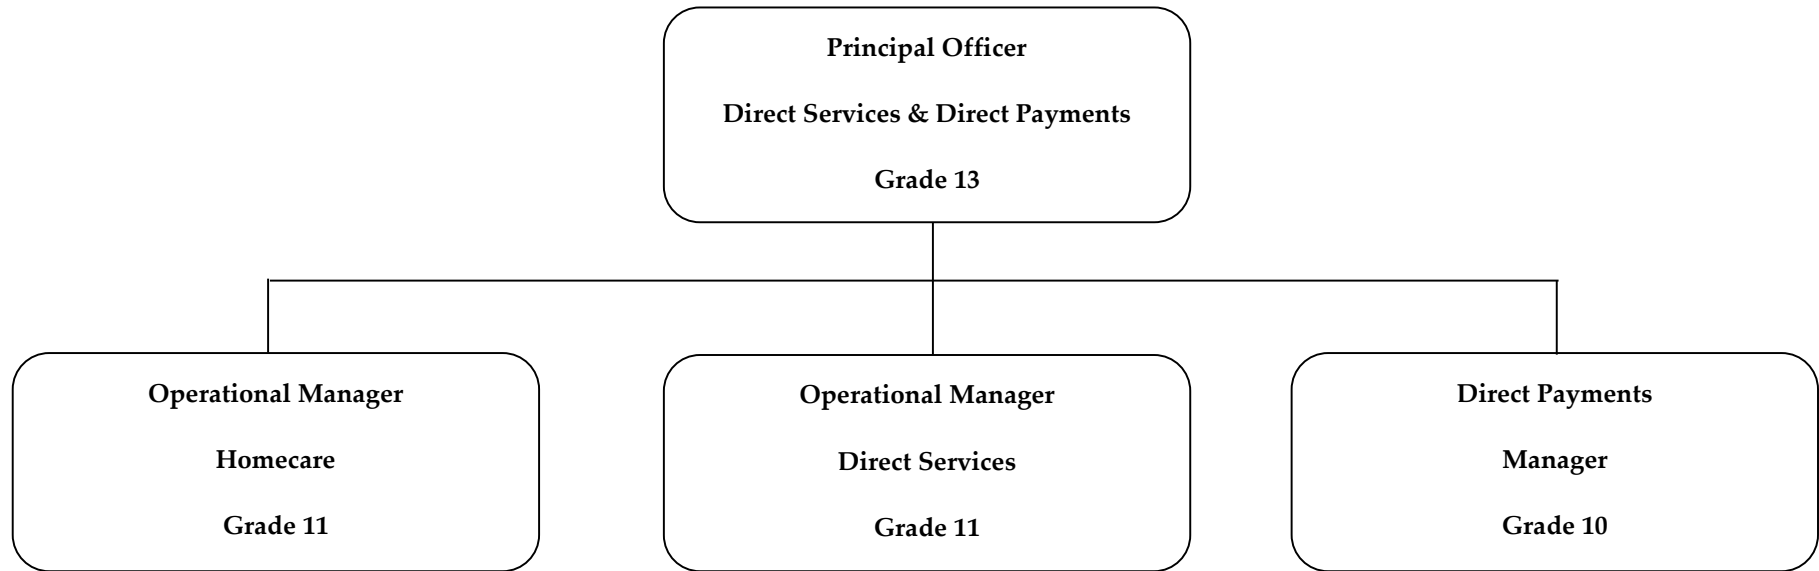 Principal Officer
Direct Services & Direct Payments
Grade 13
Operational Manager
Homecare
Grade 11
Operational Manager
Direct Services
Grade 11
Direct Payments
Manager
Grade 10